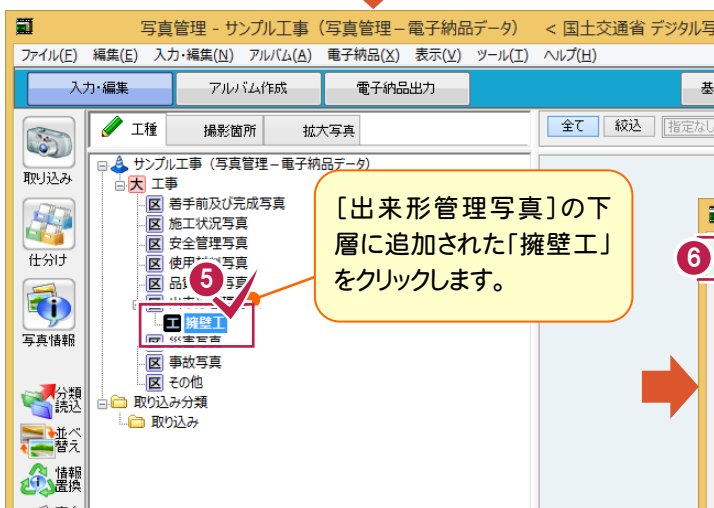 写真管理 - サンプル工事（写真管理－電子納品データ） < 国土交通省 デジタル写
ファイル(F) 編集(E) 入力・編集(N) アルバム(A) 電子納品(X) 表示(V) ツール(T) ヘルプ(H)
入力・編集 アルバム作成 電子納品出力 基
工種 撮影箇所 拡大写真 全て 絞込 指定なし
取り込み
仕分け
写真情報
分類
読込
並べ
替え
情報
置換
サンプル工事（写真管理－電子納品データ）
大 工事
区 着手前及び完成写真
区 施工状況写真
区 安全管理写真
区 使用
写真
区
写真
工 擁壁工
区 災害写真
区 事故写真
区 その他
取り込み分類
取り込み
5
［出来形管理写真］の下
層に追加された「擁壁工」
をクリックします。
6